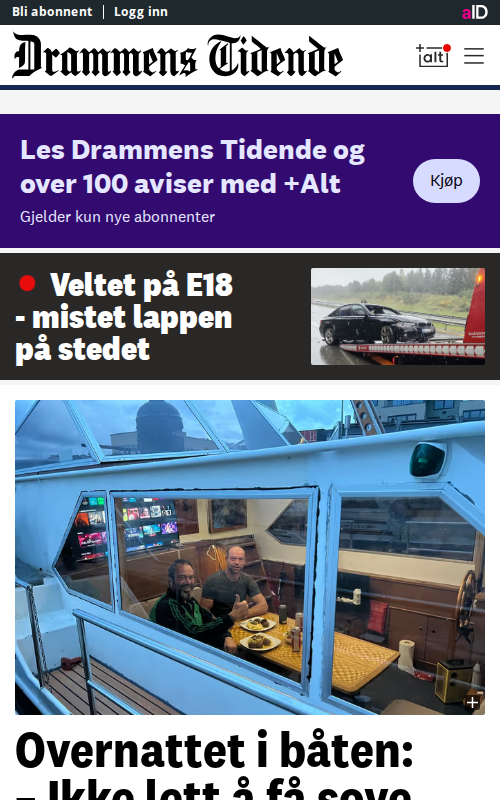 Bli abonnent
Logg inn
aID
Drammens Tidende
+alt
Les Drammens Tidende og
over 100 aviser med +Alt
Gjelder kun nye abonnenter
Kjøp
Veltet på E18
- mistet lappen
på stedet
Overnattet i båten:
– Ikke lett å få sove